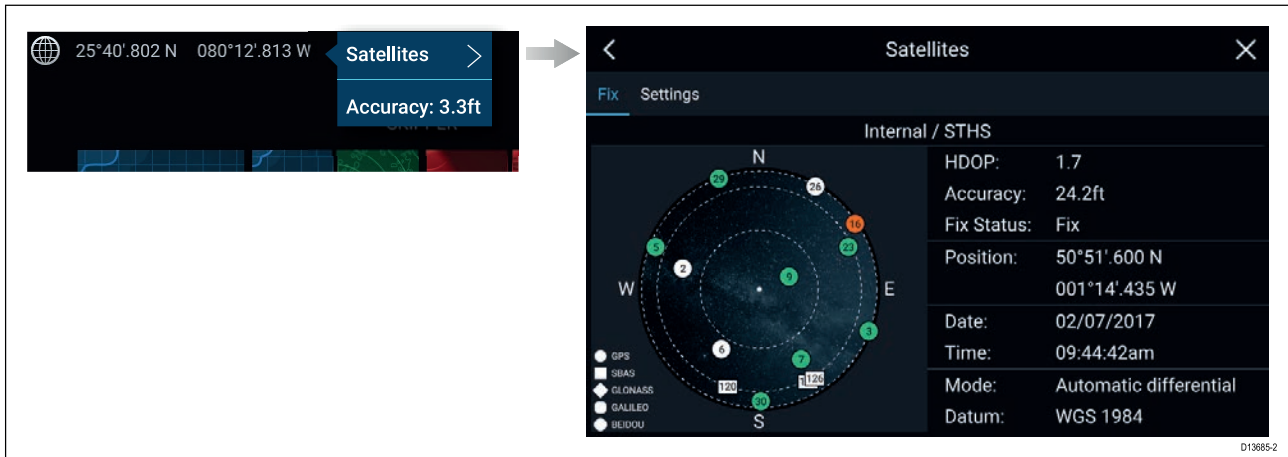 25°40'.802 N 080°12'.813 W
Satellites
Accuracy: 3.3ft
Satellites
Fix Settings
Internal / STHS
N
29
26
16
5
23
2
9
W
E
3
6
7
120
126
30
S
GPS
SBAS
GLONASS
GALILEO
BEIDOU
HDOP: 1.7
Accuracy: 24.2ft
Fix Status: Fix
Position: 50°51'.600 N
001°14'.435 W
Date: 02/07/2017
Time: 09:44:42am
Mode: Automatic differential
Datum: WGS 1984
D13685-2